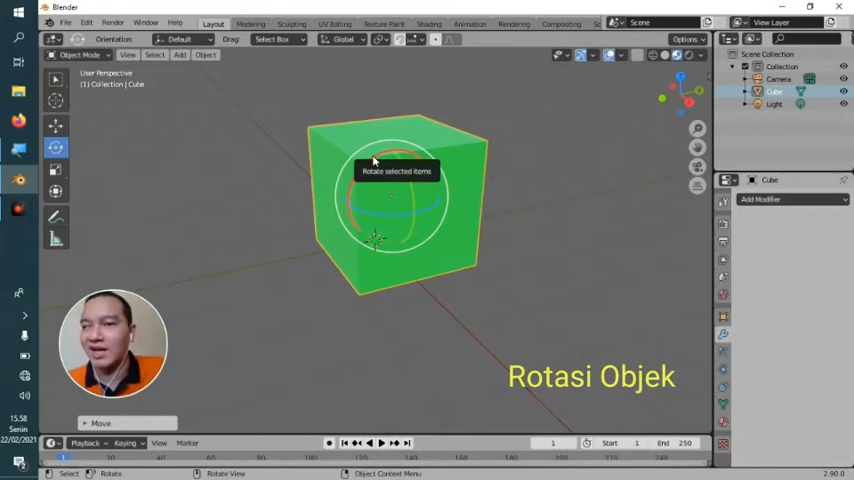 Blender
File Edit Render Window Help
Layout Modeling Sculpting UV Editing Texture Paint Shading Animation Rendering Compositing
Scene
View Layer
Orientation: Default Drag: Select Box Global
Options
Object Mode View Select Add Object
User Perspective
(1) Collection | Cube
Scene Collection
Collection
Camera
Cube
Light
Rotate selected items
Cube
Add Modifier
Rotasi Objek
Move
15.58
Senin
22/02/2021
Playback Keying View Marker
1 Start 1 End 250
1
Select Rotate Rotate View Object Context Menu
2.90.0